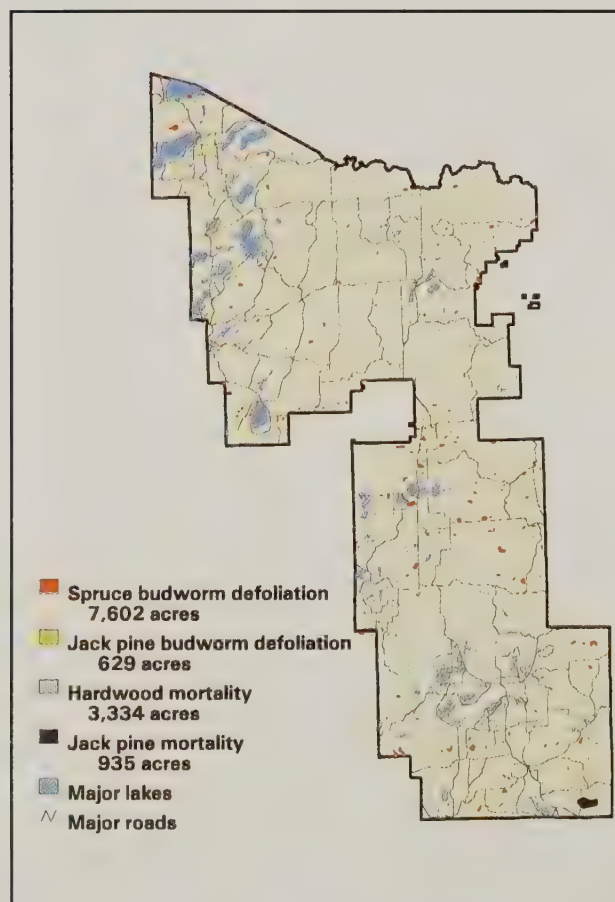 Spruce budworm defoliation
7,602 acres
Jack pine budworm defoliation
629 acres
Hardwood mortality
3,334 acres
Jack pine mortality
935 acres
Major lakes
Major roads